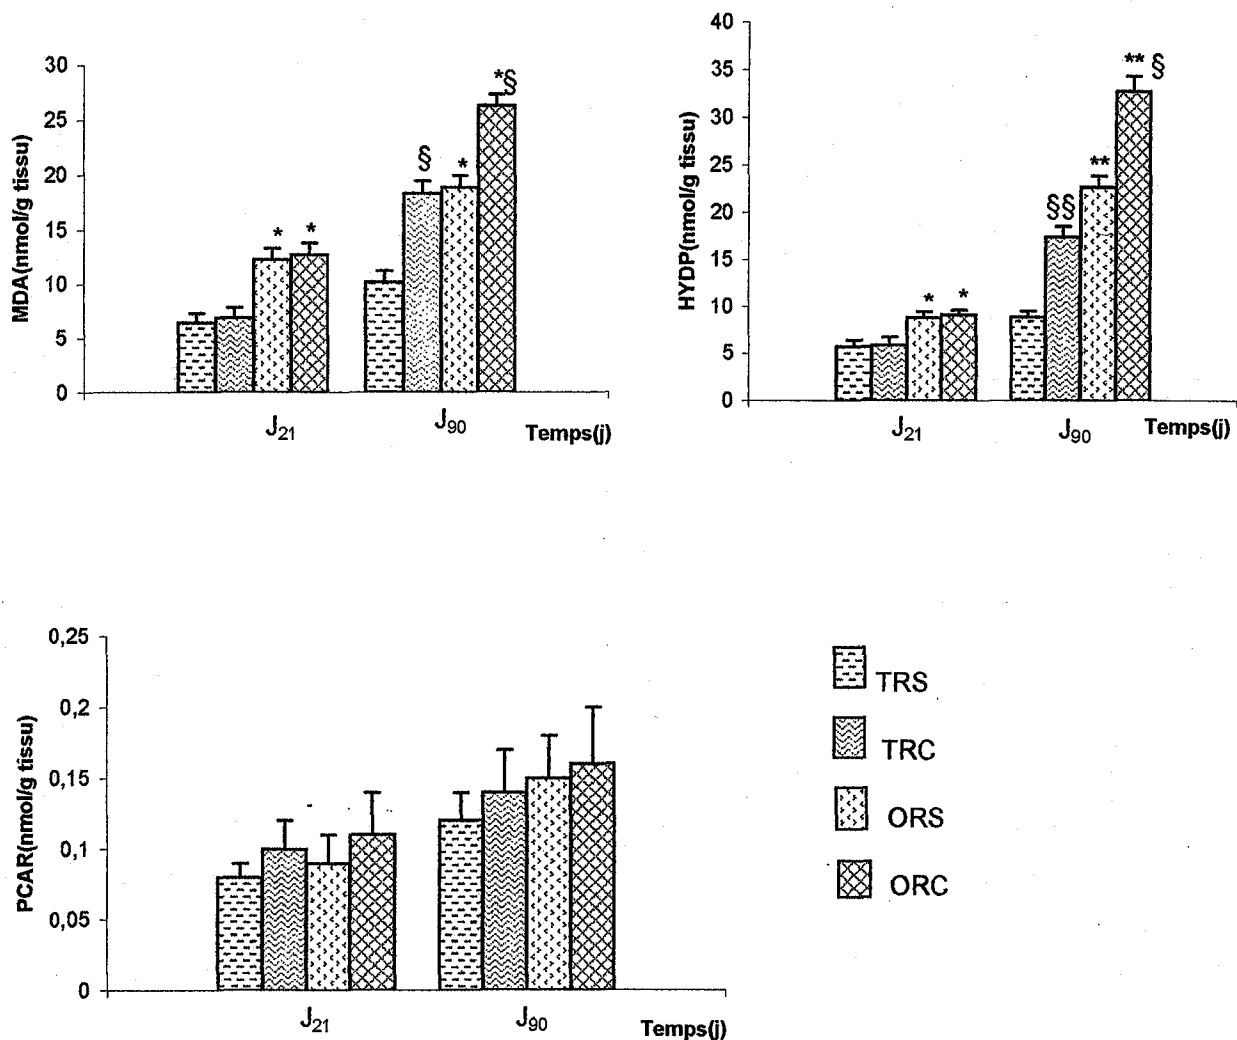 MDA(nmol/g tissu)
30
25
20
15
10
5
0
* * § * *§
J21 J90 Temps(j)
HYDP(nmol/g tissu)
40
35
30
25
20
15
10
5
0
* * §§ ** ** §
J21 J90 Temps(j)
PCAR(nmol/g tissu)
0,25
0,2
0,15
0,1
0,05
0
J21 J90 Temps(j)
TRS
TRC
ORS
ORC